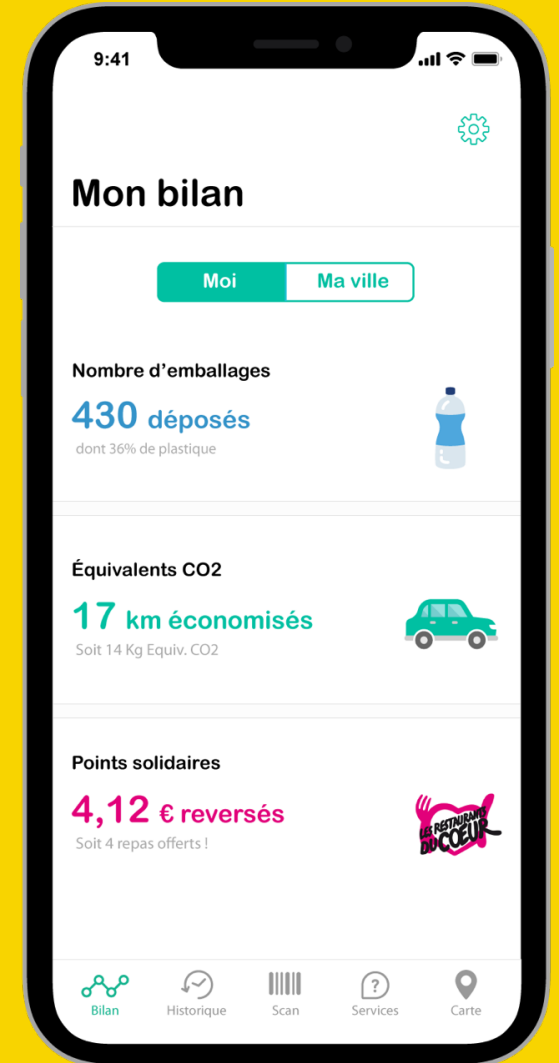 9:41
Mon bilan
Moi
Ma ville
Nombre d’emballages
430 déposés
dont 36% de plastique
Équivalents CO2
17 km économisés
Soit 14 Kg Equiv. CO2
Points solidaires
4,12 € reversés
Soit 4 repas offerts !
LES RESTAURANTS
DU COEUR
Bilan
Historique
Scan
?
Services
Carte